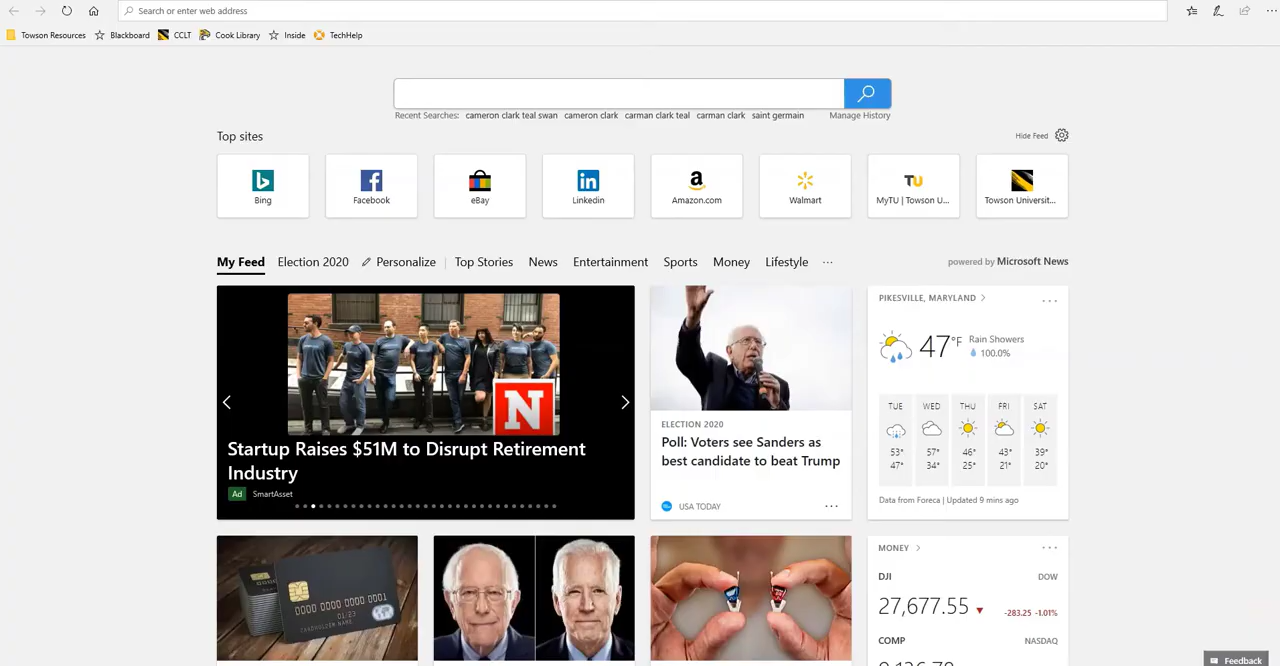 Search or enter web address
Towson Resources Blackboard CCLT Cook Library Inside TechHelp
Recent Searches: cameron clark teal swan cameron clark carman clark teal carman clark saint germain Manage History
Top sites Hide Feed
Bing Facebook eBay Linkedin Amazon.com Walmart MyTU | Towson U... Towson Universit...
My Feed Election 2020 Personalize Top Stories News Entertainment Sports Money Lifestyle ... powered by Microsoft News
N
Startup Raises $51M to Disrupt Retirement
Industry
Ad SmartAsset
ELECTION 2020
Poll: Voters see Sanders as
best candidate to beat Trump
USA TODAY
PIKESVILLE, MARYLAND
47°F Rain Showers
100.0%
TUE WED THU FRI SAT
53° 57° 46° 43° 39°
47° 34° 25° 21° 20°
Data from Foreca | Updated 9 mins ago
MONEY
DJI DOW
27,677.55 -283.25 -1.01%
COMP NASDAQ
Feedback